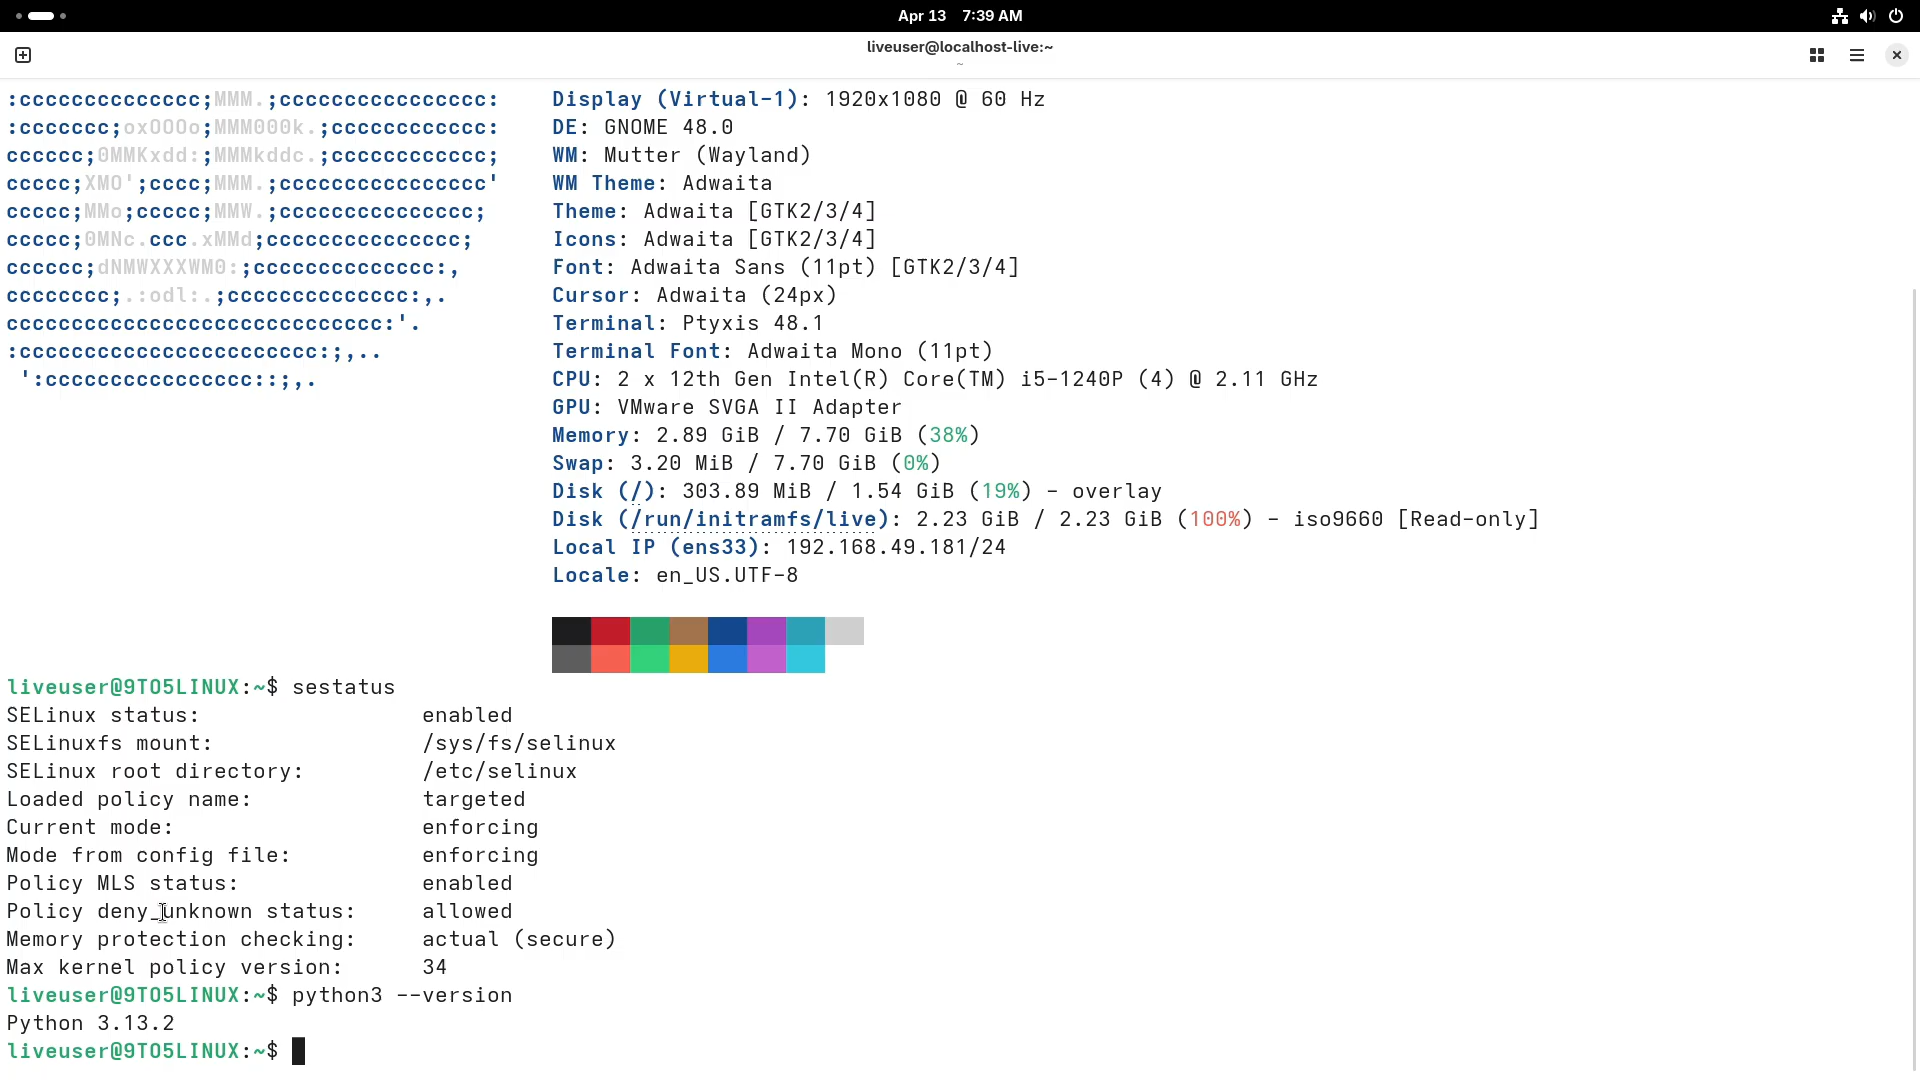 Apr 13 7:39 AM
liveuser@localhost-live:~
~
:cccccccccccccc;MMM.;cccccccccccccccc: Display (Virtual-1): 1920x1080 @ 60 Hz
:ccccccc;oxOOOo;MMM000k.;cccccccccccc: DE: GNOME 48.0
cccccc;0MMKxdd:;MMMkddc.;cccccccccccc; WM: Mutter (Wayland)
ccccc;XMO';cccc;MMM.;cccccccccccccccc' WM Theme: Adwaita
ccccc;MMo;ccccc;MMW.;ccccccccccccccc; Theme: Adwaita [GTK2/3/4]
ccccc;0MNc.ccc.xMMd;ccccccccccccccc; Icons: Adwaita [GTK2/3/4]
cccccc;dNMWXXXWM0:;cccccccccccccc:, Font: Adwaita Sans (11pt) [GTK2/3/4]
cccccccc;.:odl:.;cccccccccccccc:,. Cursor: Adwaita (24px)
ccccccccccccccccccccccccccccc:'. Terminal: Ptyxis 48.1
:ccccccccccccccccccccccc:;,.. Terminal Font: Adwaita Mono (11pt)
':cccccccccccccccc::;,. CPU: 2 x 12th Gen Intel(R) Core(TM) i5-1240P (4) @ 2.11 GHz
GPU: VMware SVGA II Adapter
Memory: 2.89 GiB / 7.70 GiB (38%)
Swap: 3.20 MiB / 7.70 GiB (0%)
Disk (/): 303.89 MiB / 1.54 GiB (19%) - overlay
Disk (/run/initramfs/live): 2.23 GiB / 2.23 GiB (100%) - iso9660 [Read-only]
Local IP (ens33): 192.168.49.181/24
Locale: en_US.UTF-8
liveuser@9TO5LINUX:~$ sestatus
SELinux status: enabled
SELinuxfs mount: /sys/fs/selinux
SELinux root directory: /etc/selinux
Loaded policy name: targeted
Current mode: enforcing
Mode from config file: enforcing
Policy MLS status: enabled
Policy deny_unknown status: allowed
Memory protection checking: actual (secure)
Max kernel policy version: 34
liveuser@9TO5LINUX:~$ python3 --version
Python 3.13.2
liveuser@9TO5LINUX:~$